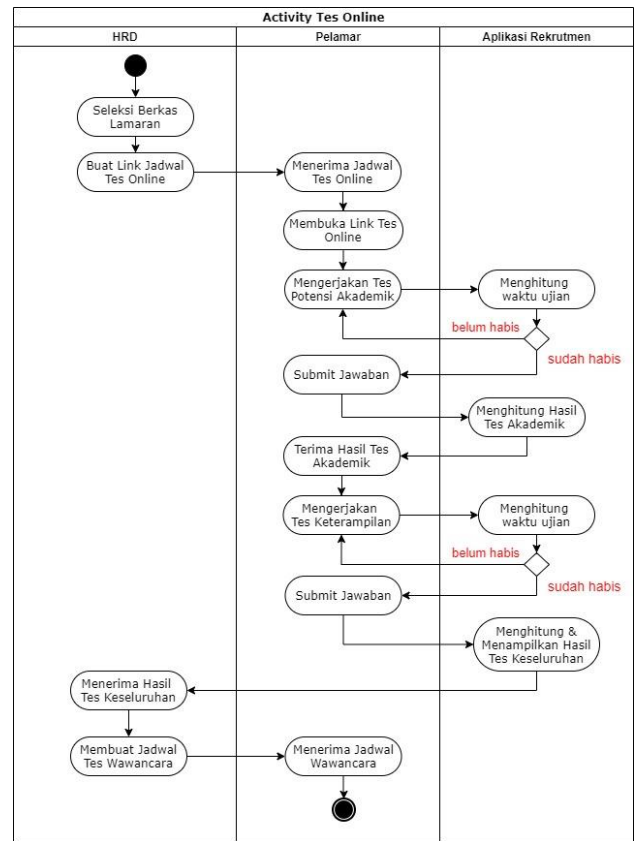 Activity Tes Online
HRD
Pelamar
Aplikasi Rekrutmen
Seleksi Berkas
Lamaran
Buat Link Jadwal
Tes Online
Menerima Jadwal
Tes Online
Membuka Link Tes
Online
Mengerjakan Tes
Potensi Akademik
Menghitung
waktu ujian
belum habis
sudah habis
Submit Jawaban
Menghitung Hasil
Tes Akademik
Terima Hasil Tes
Akademik
Mengerjakan
Tes Keterampilan
Menghitung
waktu ujian
belum habis
sudah habis
Submit Jawaban
Menghitung &
Menampilkan Hasil
Tes Keseluruhan
Menerima Hasil
Tes Keseluruhan
Membuat Jadwal
Tes Wawancara
Menerima Jadwal
Wawancara